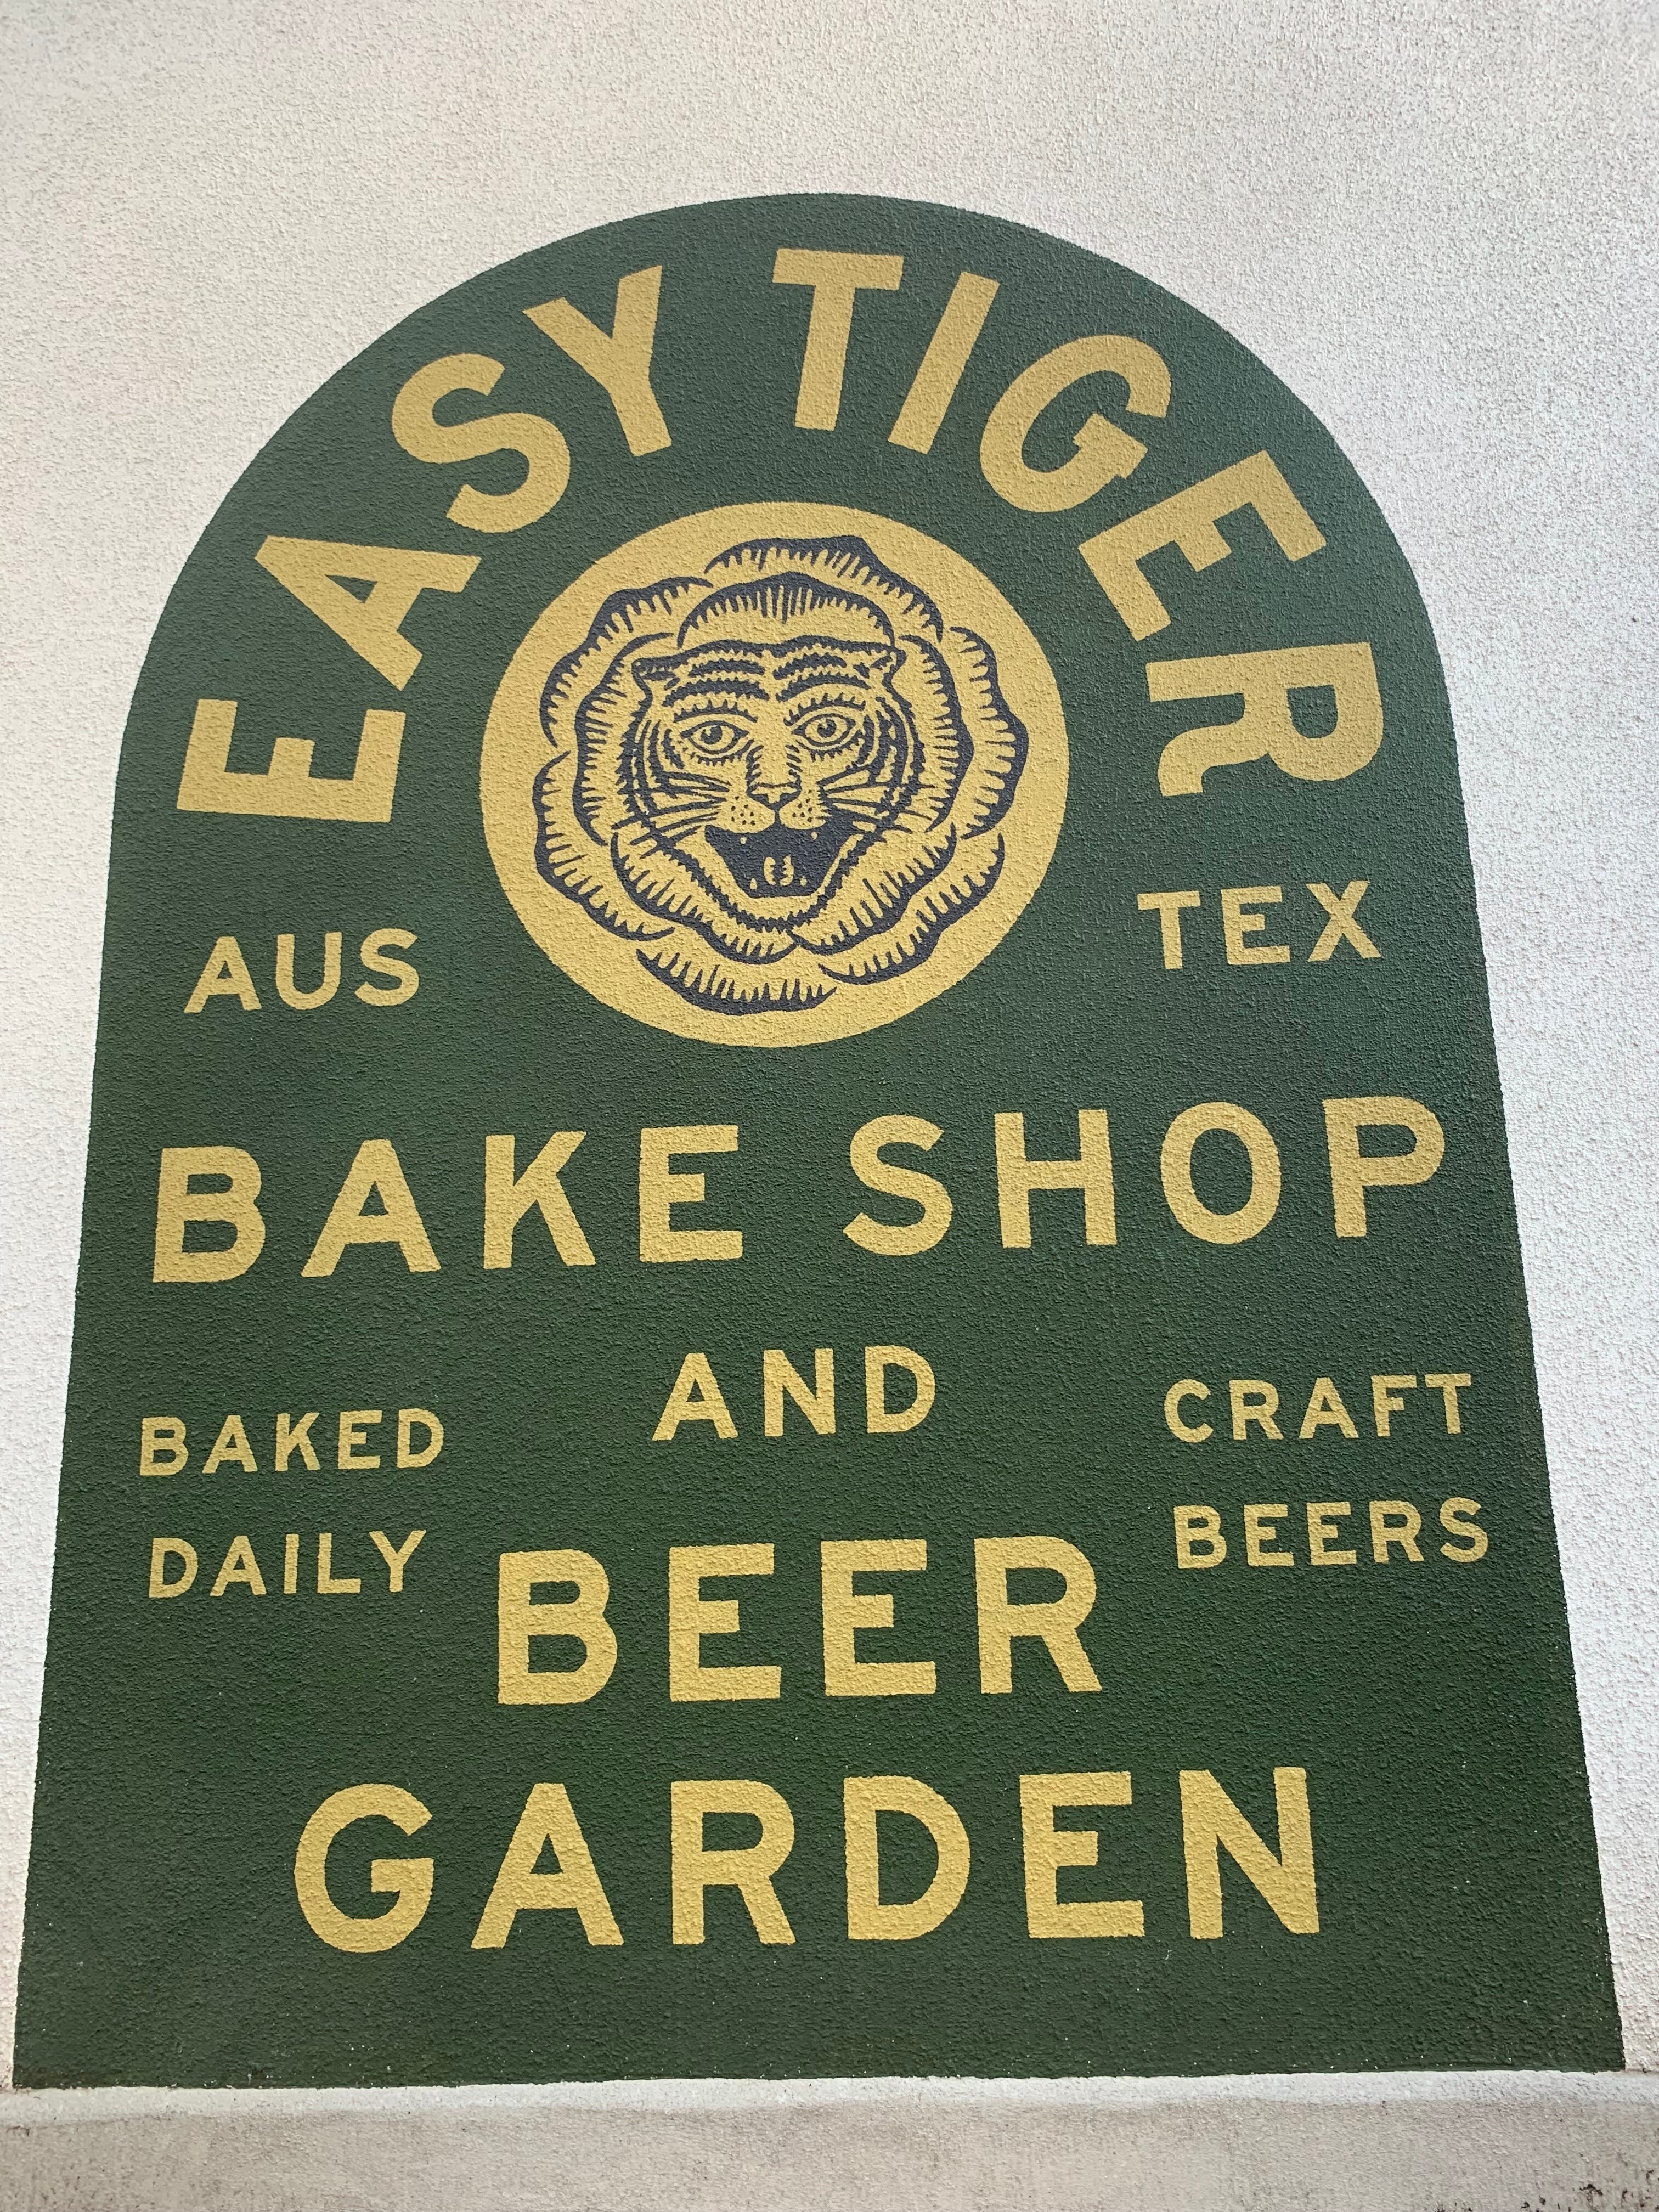 EASY TIGER
AUS
TEX
BAKE SHOP
AND
BAKED
DAILY
CRAFT
BEERS
BEER
GARDEN